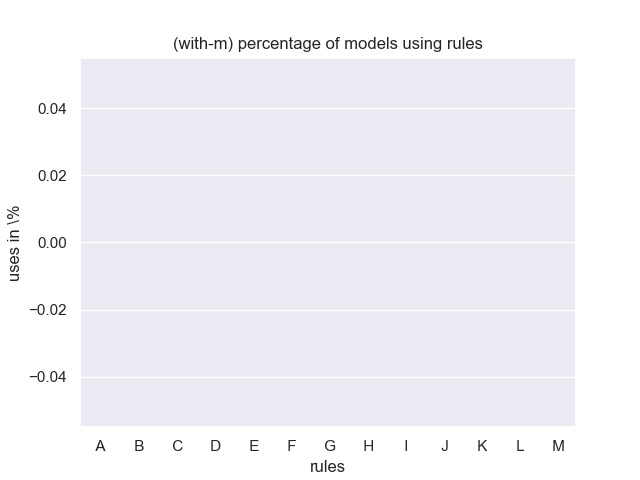 (with-m) percentage of models using rules
0.04
0.02
0.00
−0.02
−0.04
uses in \%
A B C D E F G H I J K L M
rules